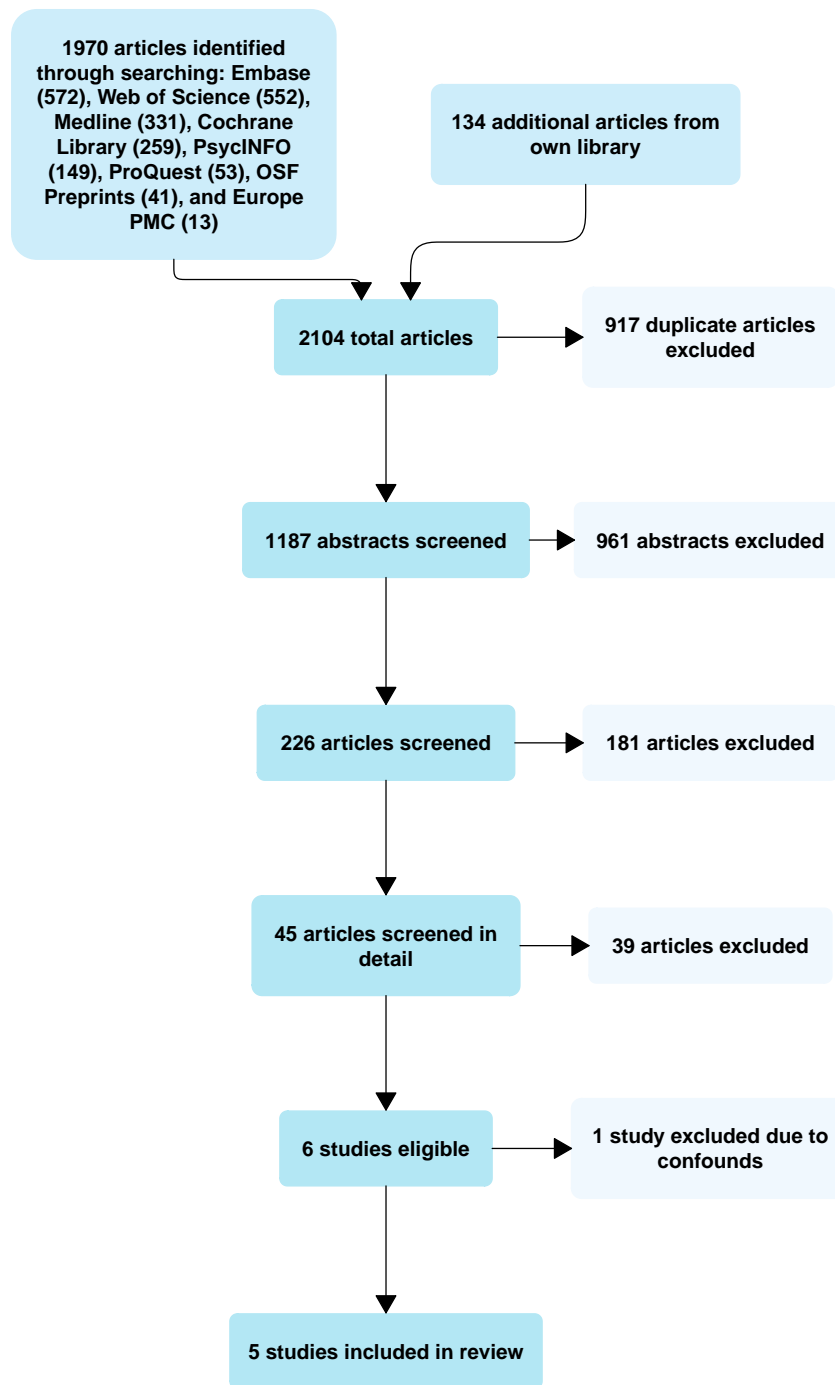 1970 articles identified
through searching: Embase
(572), Web of Science (552),
Medline (331), Cochrane
Library (259), PsycINFO
(149), ProQuest (53), OSF
Preprints (41), and Europe
PMC (13)
134 additional articles from
own library
2104 total articles
917 duplicate articles
excluded
1187 abstracts screened
961 abstracts excluded
226 articles screened
181 articles excluded
45 articles screened in
detail
39 articles excluded
6 studies eligible
1 study excluded due to
confounds
5 studies included in review